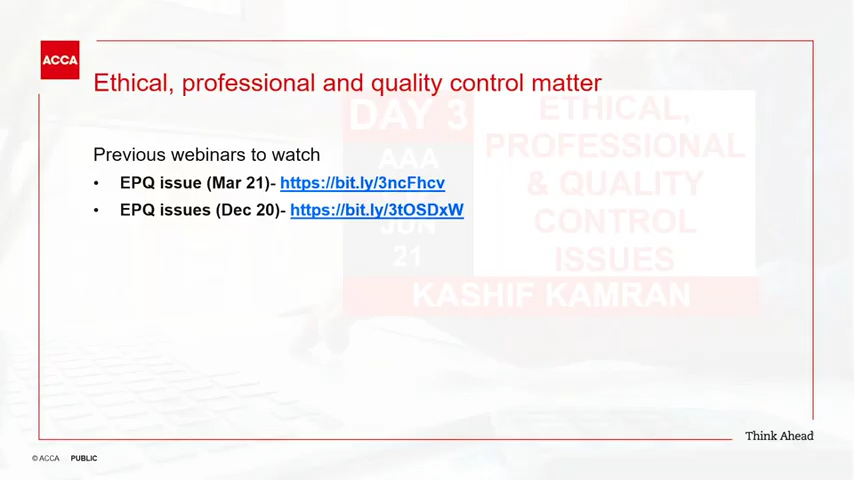 ACCA
Ethical, professional and quality control matter
Previous webinars to watch
• EPQ issue (Mar 21)- https://bit.ly/3ncFhcv
• EPQ issues (Dec 20)- https://bit.ly/3tOSDxW
DAY 3
AAA
JUN
21
ETHICAL,
PROFESSIONAL
& QUALITY
CONTROL
ISSUES
KASHIF KAMRAN
Think Ahead
© ACCA PUBLIC